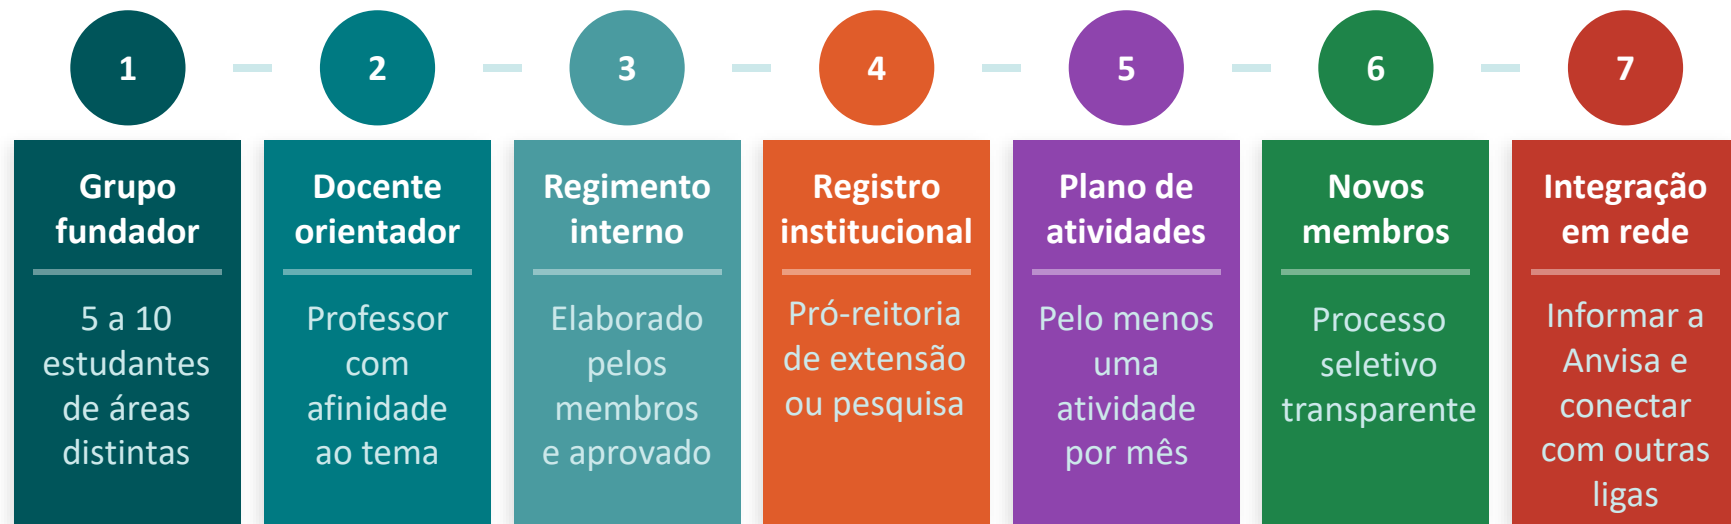 1
2
3
4
5
6
7
Grupo
fundador
5 a 10
estudantes
de áreas
distintas
Docente
orientador
Professor
com
afinidade
ao tema
Regimento
interno
Elaborado
pelos
membros
e aprovado
Registro
institucional
Pró-reitoria
de extensão
ou pesquisa
Plano de
atividades
Pelo menos
uma
atividade
por mês
Novos
membros
Processo
seletivo
transparente
Integração
em rede
Informar a
Anvisa e
conectar
com outras
ligas